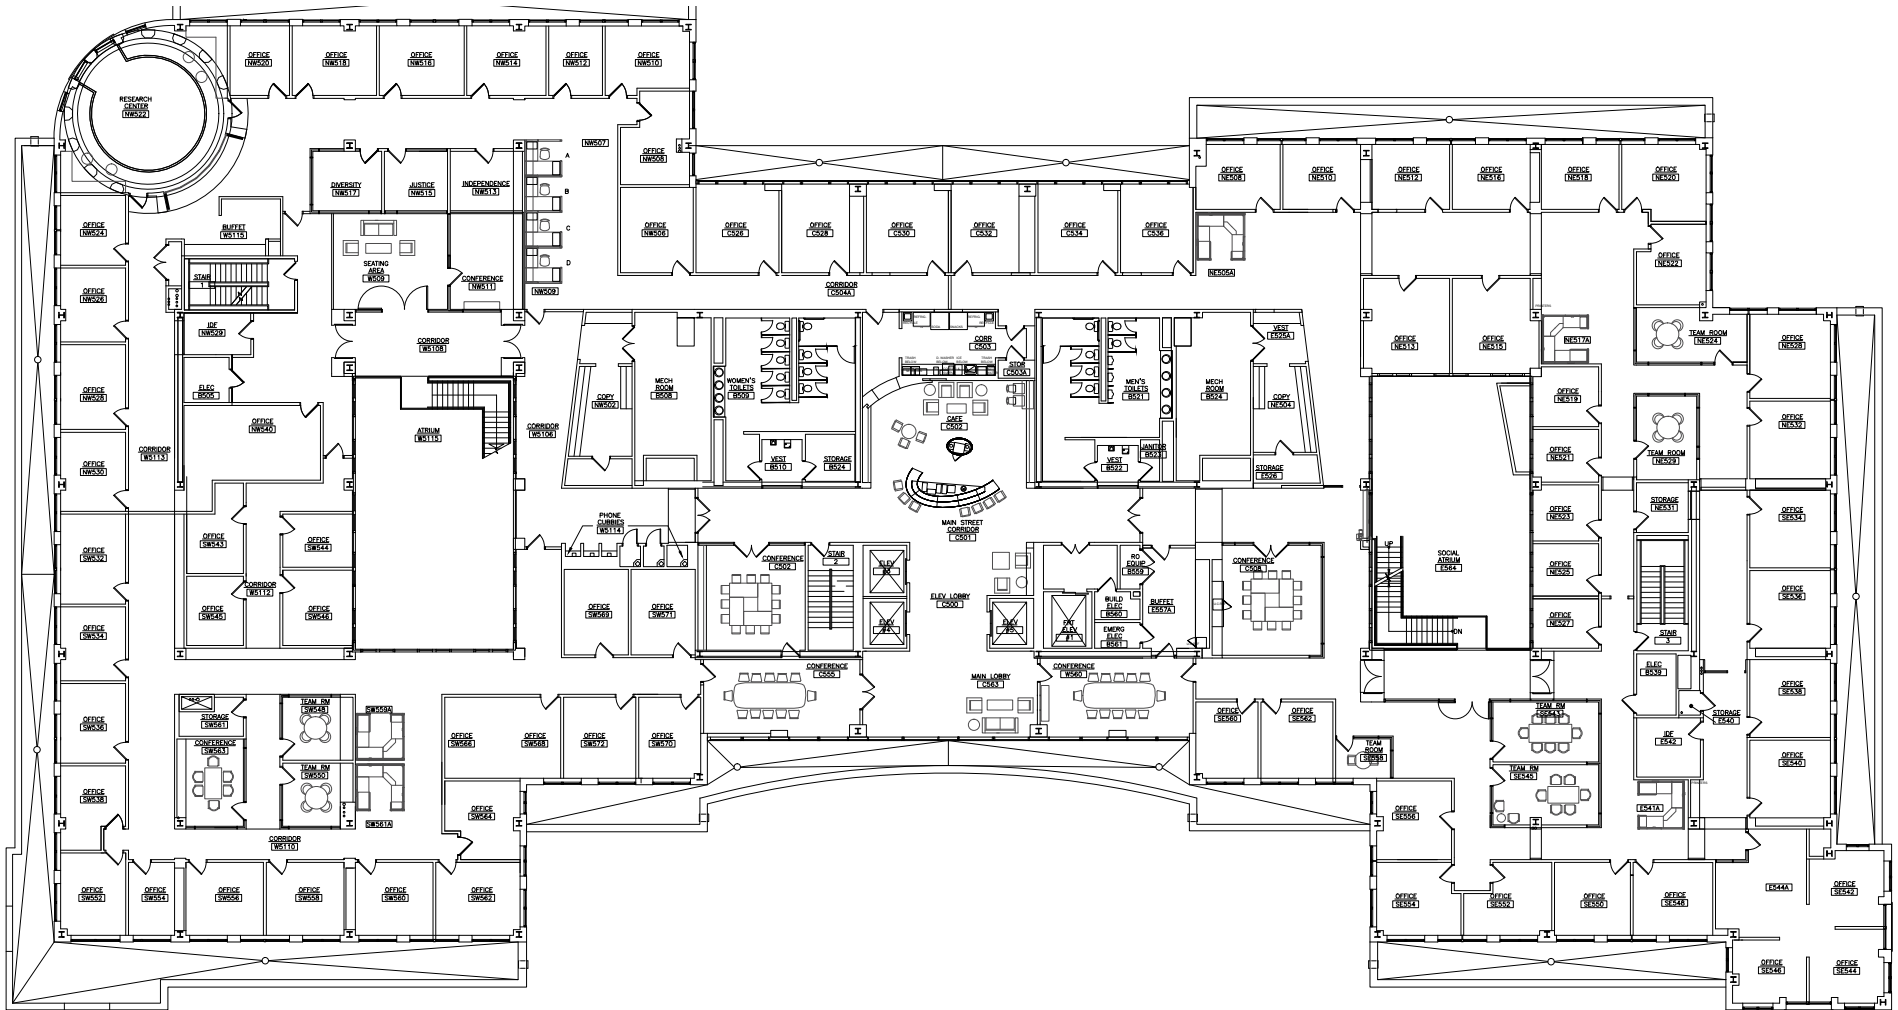 OFFICE
NW520
OFFICE
NW518
OFFICE
NW516
OFFICE
NW514
OFFICE
NW512
OFFICE
NW510
RESEARCH
CENTER
NW522
NW507
OFFICE
NW508
A
B
C
D
NW509
DIVERSITY
NW517
JUSTICE
NW515
INDEPENDENCE
NW513
OFFICE
NW524
BUFFET
W5115
SEATING
AREA
W509
CONFERENCE
NW511
STAIR
1
OFFICE
NW526
OFFICE
NW506
OFFICE
C526
OFFICE
C528
OFFICE
C530
OFFICE
C532
OFFICE
C534
OFFICE
C536
CORRIDOR
C504A
NE505A
OFFICE
NE508
OFFICE
NE510
OFFICE
NE512
OFFICE
NE516
OFFICE
NE518
OFFICE
NE520
OFFICE
NE522
IDF
NW529
CORRIDOR
W5108
CORR
C503
STOR
C503A
VEST
E525A
OFFICE
NE513
OFFICE
NE515
NE517A
TEAM ROOM
NE524
OFFICE
NE528
OFFICE
NW528
ELEC
B505
MECH
ROOM
B508
WOMEN'S
TOILETS
B509
MEN'S
TOILETS
B521
MECH
ROOM
B524
COPY
NW502
COPY
NE504
OFFICE
NE519
OFFICE
NW540
ATRIUM
W5115
CORRIDOR
W5106
CAFE
C502
OFFICE
NE532
CORRIDOR
W5113
OFFICE
NW530
VEST
B510
STORAGE
B524
VEST
B522
JANITOR
B523
STORAGE
E526
OFFICE
NE521
TEAM ROOM
NE529
STORAGE
NE531
OFFICE
NE523
OFFICE
SE534
PHONE
CUBBIES
W5114
MAIN STREET
CORRIDOR
C501
OFFICE
SW532
OFFICE
SW543
OFFICE
SW544
CONFERENCE
C502
STAIR
2
ELEV
ELEV
#4
ELEV
#5
ELEV LOBBY
C500
RO
EQUIP
B559
BUILD
ELEC
B560
EMERG
ELEC
B561
FRT
ELEV
#1
BUFFET
E557A
CONFERENCE
C508
UP
DN
SOCIAL
ATRIUM
E564
OFFICE
NE525
OFFICE
NE527
STAIR
3
OFFICE
SE536
CORRIDOR
W5112
OFFICE
SW545
OFFICE
SW546
OFFICE
SW569
OFFICE
SW571
OFFICE
SW534
CONFERENCE
C555
MAIN LOBBY
C563
CONFERENCE
W560
ELEC
B539
OFFICE
SE538
STORAGE
E540
IDF
E542
OFFICE
SW536
STORAGE
SW561
CONFERENCE
SW563
TEAM RM
SW548
SW559A
TEAM RM
SW550
SW561A
OFFICE
SW566
OFFICE
SW568
OFFICE
SW572
OFFICE
SW570
OFFICE
SE560
OFFICE
SE562
TEAM
ROOM
SE558
TEAM RM
SE543
TEAM RM
SE545
OFFICE
SE540
E541A
OFFICE
SW538
OFFICE
SW564
OFFICE
SE556
CORRIDOR
W5110
OFFICE
SW552
OFFICE
SW554
OFFICE
SW556
OFFICE
SW558
OFFICE
SW560
OFFICE
SW562
OFFICE
SE554
OFFICE
SE552
OFFICE
SE550
OFFICE
SE548
E544A
OFFICE
SE542
OFFICE
SE546
OFFICE
SE544